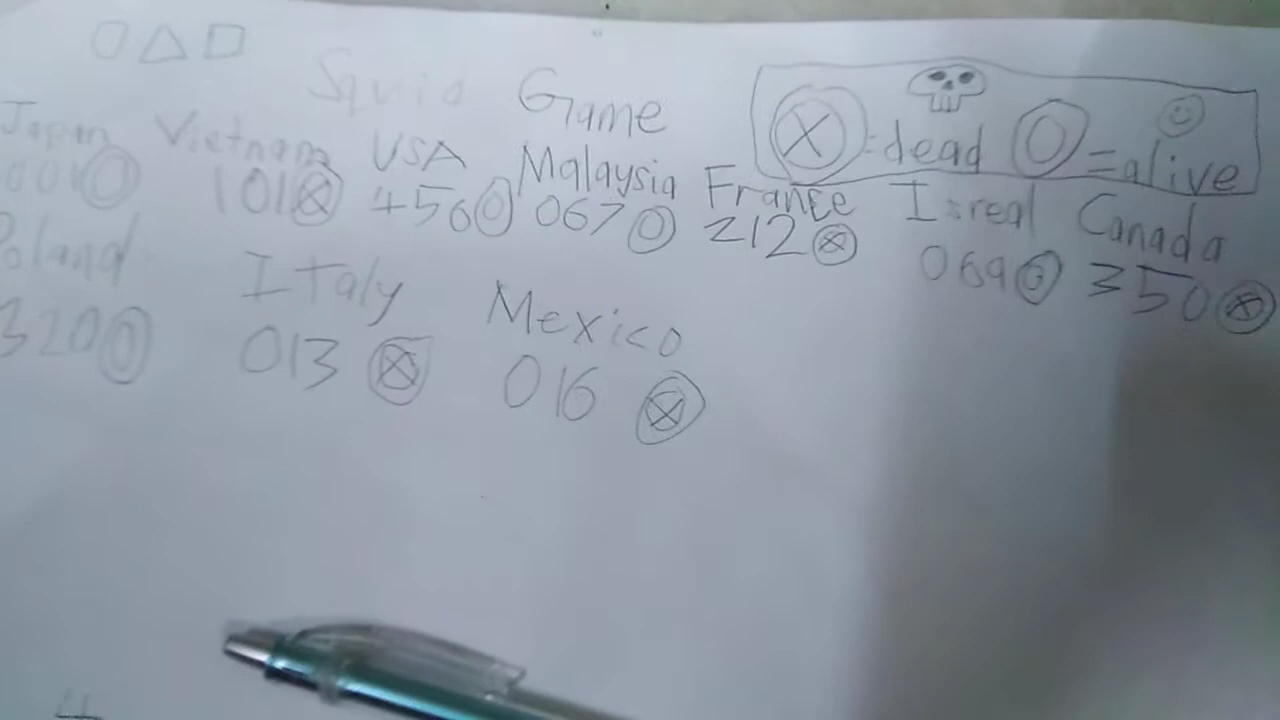 Squid Game
X : dead O = alive
Japan Vietnam USA Malaysia France Isreal Canada
001 O 101 X 456 O 067 O 212 X 069 O 350 X
Poland Italy Mexico
320 O 013 X 016 X